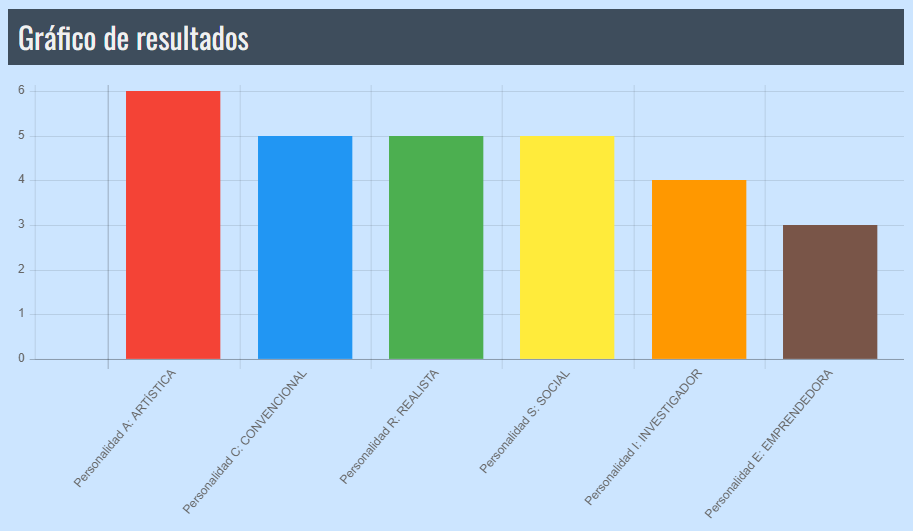 Gráfico de resultados
6
5
4
3
2
1
0
Personalidad A: ARTÍSTICA
Personalidad C: CONVENCIONAL
Personalidad R: REALISTA
Personalidad S: SOCIAL
Personalidad I: INVESTIGADOR
Personalidad E: EMPRENDEDORA